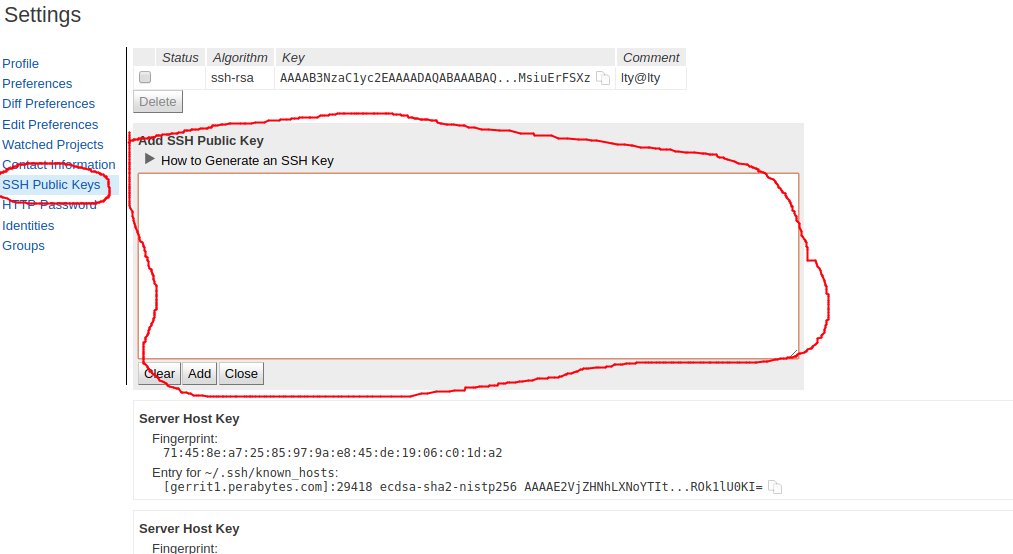 Settings
Profile
Preferences
Diff Preferences
Edit Preferences
Watched Projects
Contact Information
SSH Public Keys
HTTP Password
Identities
Groups
Status Algorithm Key Comment
ssh-rsa AAAAB3NzaC1yc2EAAAADAQABAAABAQ...MsiuErFSXz lty@lty
Delete
Add SSH Public Key
How to Generate an SSH Key
Clear Add Close
Server Host Key
Fingerprint:
71:45:8e:a7:25:85:97:9a:e8:45:de:19:06:c0:1d:a2
Entry for ~/.ssh/known_hosts:
[gerrit1.perabytes.com]:29418 ecdsa-sha2-nistp256 AAAAE2VjZHNhLXNoYTIt...ROk1lU0KI=
Server Host Key
Fingerprint: